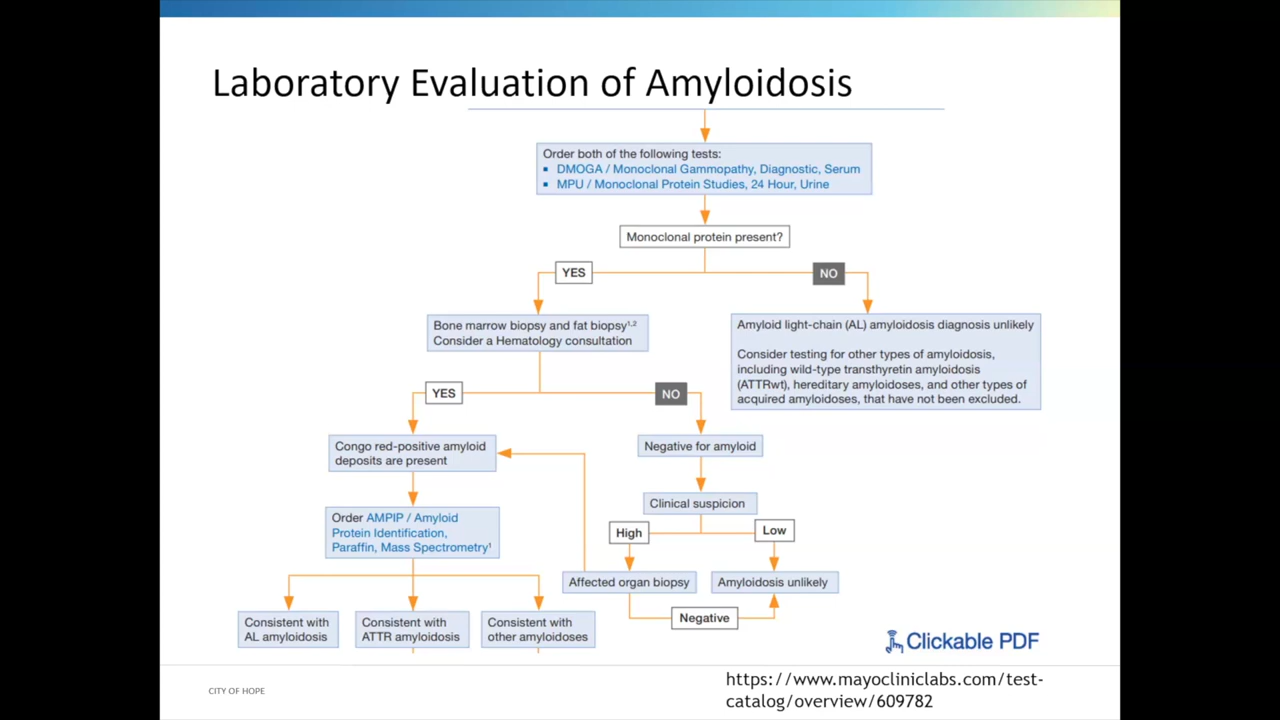 Laboratory Evaluation of Amyloidosis
Order both of the following tests:
▪ DMOGA / Monoclonal Gammopathy, Diagnostic, Serum
▪ MPU / Monoclonal Protein Studies, 24 Hour, Urine
Monoclonal protein present?
YES
NO
Bone marrow biopsy and fat biopsy¹,²
Consider a Hematology consultation
Amyloid light-chain (AL) amyloidosis diagnosis unlikely
Consider testing for other types of amyloidosis,
including wild-type transthyretin amyloidosis
(ATTRwt), hereditary amyloidoses, and other types of
acquired amyloidoses, that have not been excluded.
YES
NO
Congo red-positive amyloid
deposits are present
Negative for amyloid
Clinical suspicion
Order AMPIP / Amyloid
Protein Identification,
Paraffin, Mass Spectrometry¹
High
Low
Affected organ biopsy
Amyloidosis unlikely
Negative
Consistent with
AL amyloidosis
Consistent with
ATTR amyloidosis
Consistent with
other amyloidoses
Clickable PDF
CITY OF HOPE
https://www.mayocliniclabs.com/test-
catalog/overview/609782